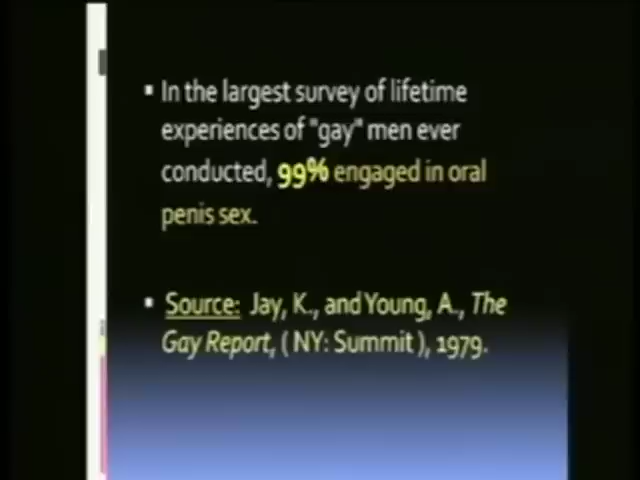 ▪ In the largest survey of lifetime
experiences of "gay" men ever
conducted, 99% engaged in oral
penis sex.
▪ Source: Jay, K., and Young, A., The
Gay Report, ( NY: Summit ), 1979.